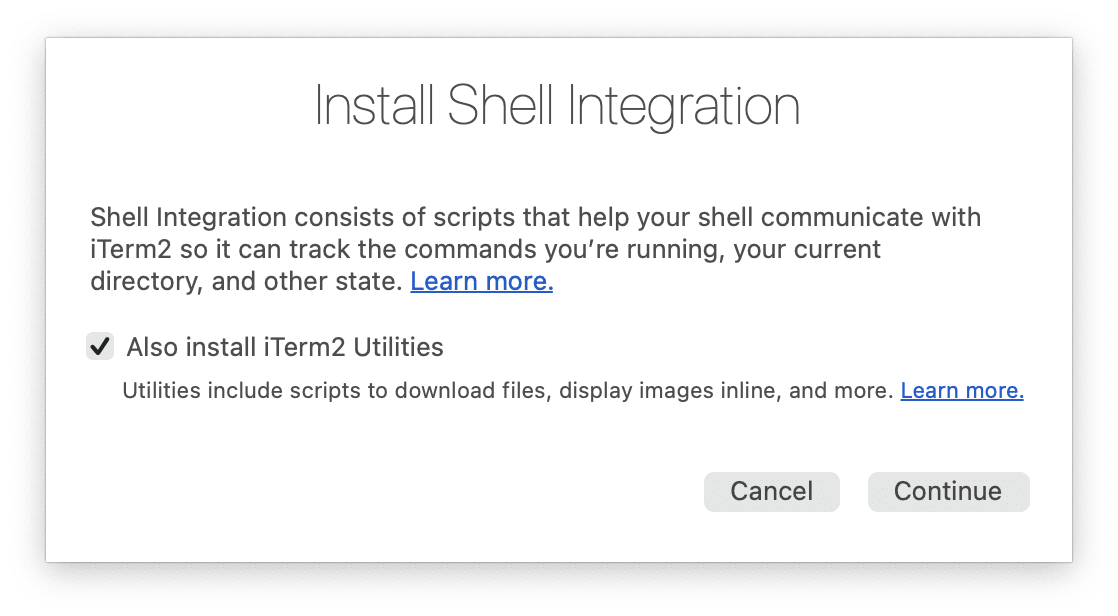 Install Shell Integration
Shell Integration consists of scripts that help your shell communicate with
iTerm2 so it can track the commands you’re running, your current
directory, and other state. Learn more.
Also install iTerm2 Utilities
Utilities include scripts to download files, display images inline, and more. Learn more.
Cancel Continue